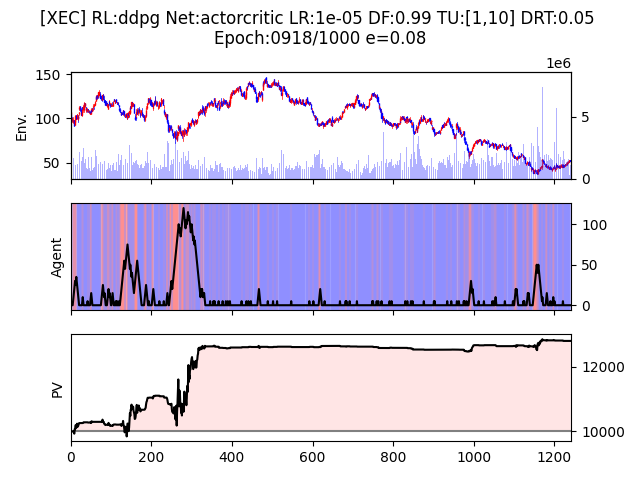 [XEC] RL:ddpg Net:actorcritic LR:1e-05 DF:0.99 TU:[1,10] DRT:0.05
Epoch:0918/1000 e=0.08
1e6
150
100
50
Env.
5
0
Agent
100
50
0
PV
12000
10000
0 200 400 600 800 1000 1200